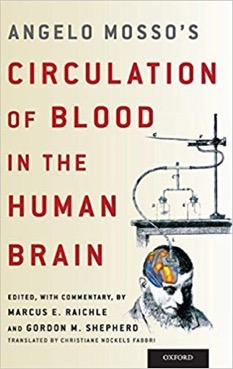 ANGELO MOSSO'S
CIRCULATION
OF BLOOD
IN THE
HUMAN
BRAIN
EDITED, WITH COMMENTARY, BY
MARCUS E. RAICHLE
AND GORDON M. SHEPHERD
TRANSLATED BY CHRISTIANE NOCKELS FABBRI
OXFORD